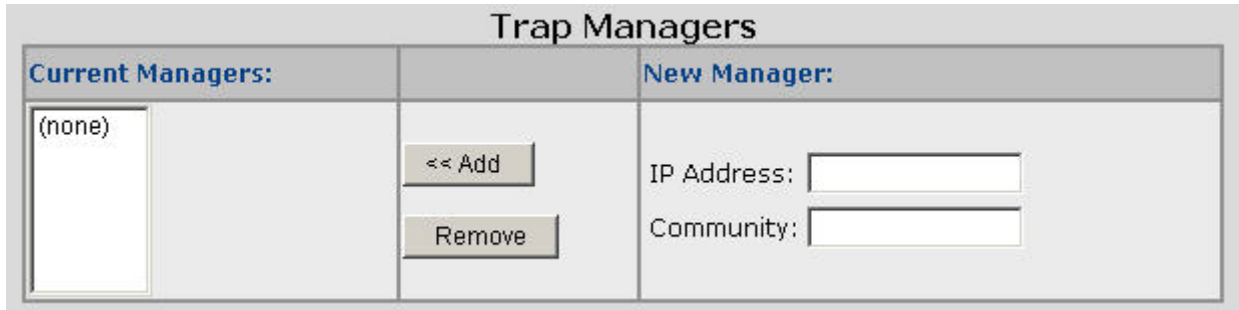 Trap Managers
Current Managers:
New Manager:
(none)
<< Add
Remove
IP Address:
Community: